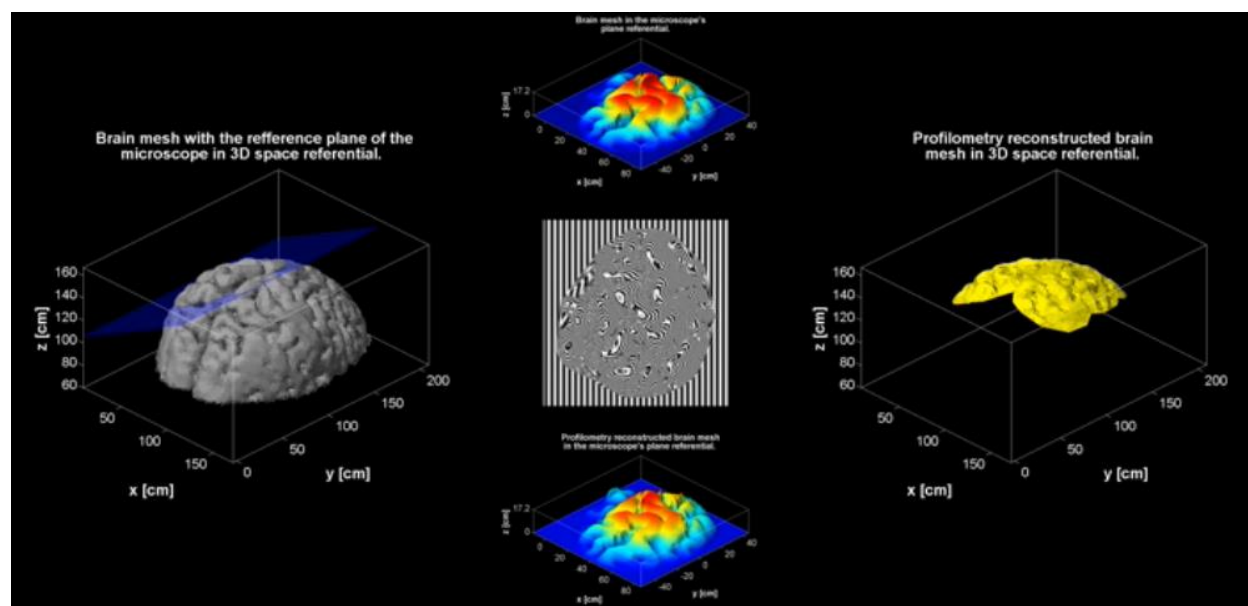 Brain mesh with the refference plane of the
microscope in 3D space referential.
160
140
120
100
80
60
z [cm]
50
100
150
x [cm]
0
50
100
150
200
y [cm]
Brain mesh in the microscope's
plane referential.
17.2
0
z [cm]
0
20
40
60
80
x [cm]
-40
-20
0
20
40
y [cm]
Profilometry reconstructed brain mesh
in the microscope's plane referential.
17.2
0
z [cm]
0
20
40
60
80
x [cm]
-40
-20
0
20
40
y [cm]
Profilometry reconstructed brain
mesh in 3D space referential.
160
140
120
100
80
60
z [cm]
50
100
150
x [cm]
0
50
100
150
200
y [cm]